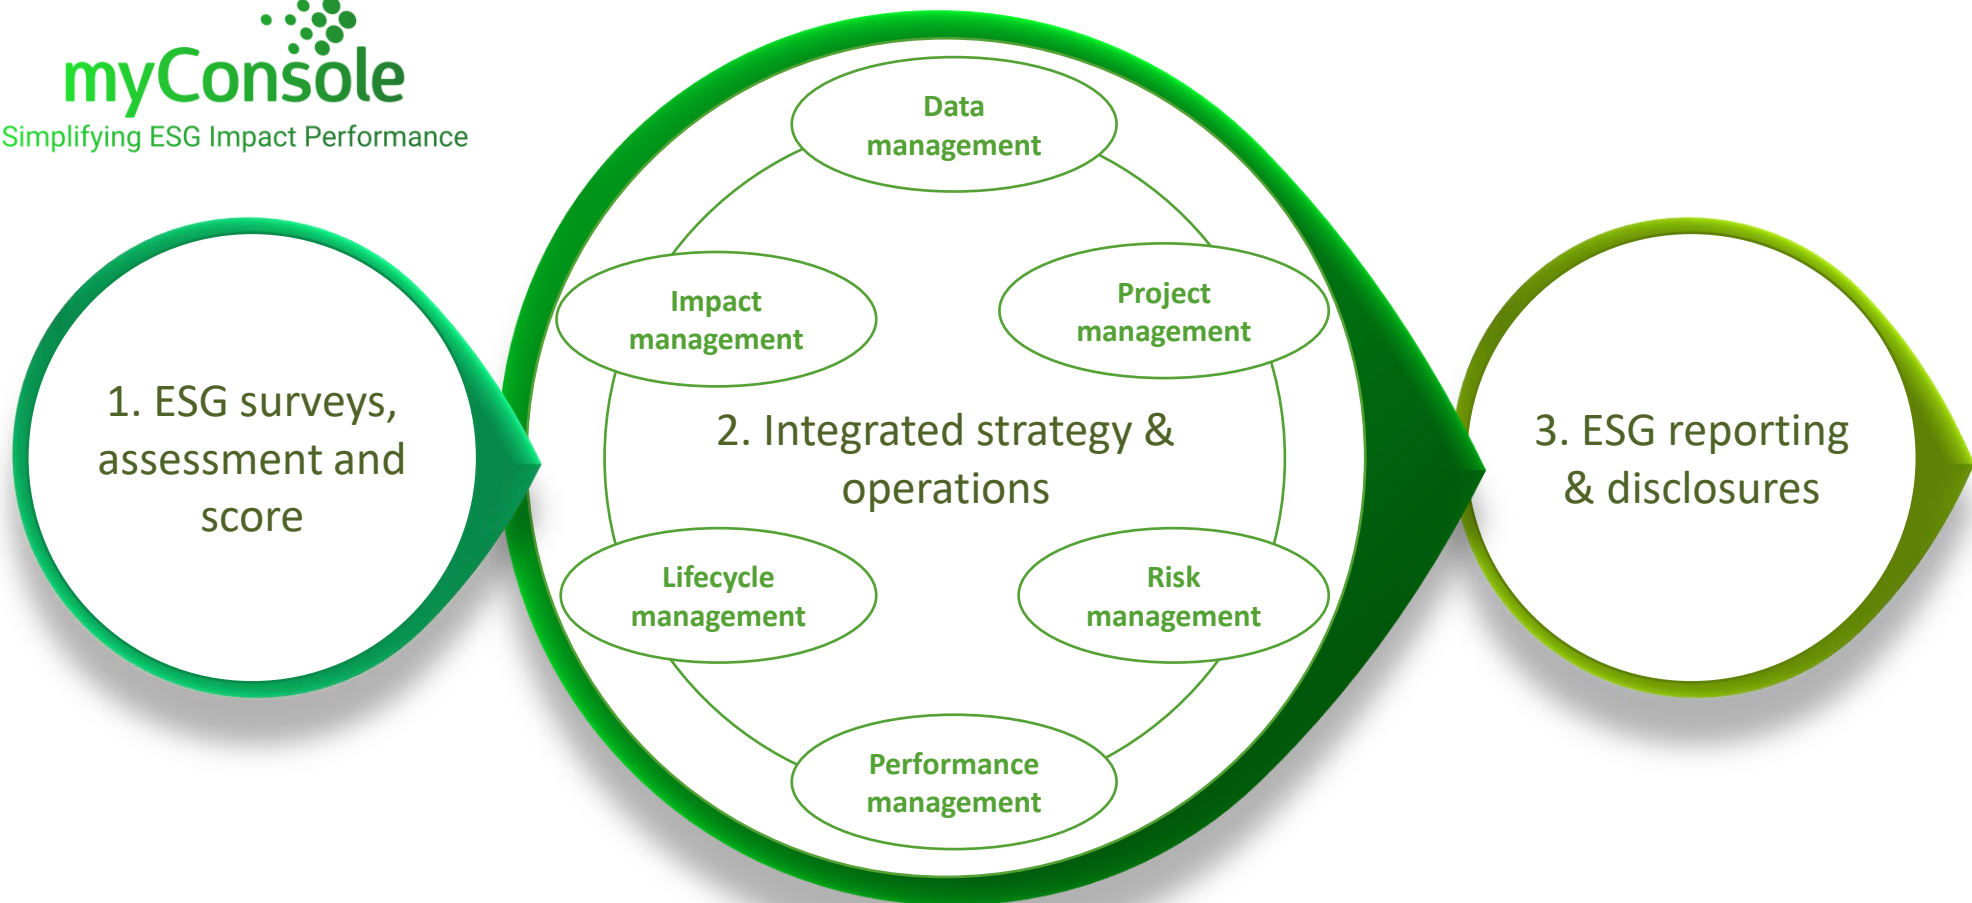 myConsole
Simplifying ESG Impact Performance
1. ESG surveys,
assessment and
score
Data
management
Impact
management
Project
management
2. Integrated strategy &
operations
Lifecycle
management
Risk
management
Performance
management
3. ESG reporting
& disclosures